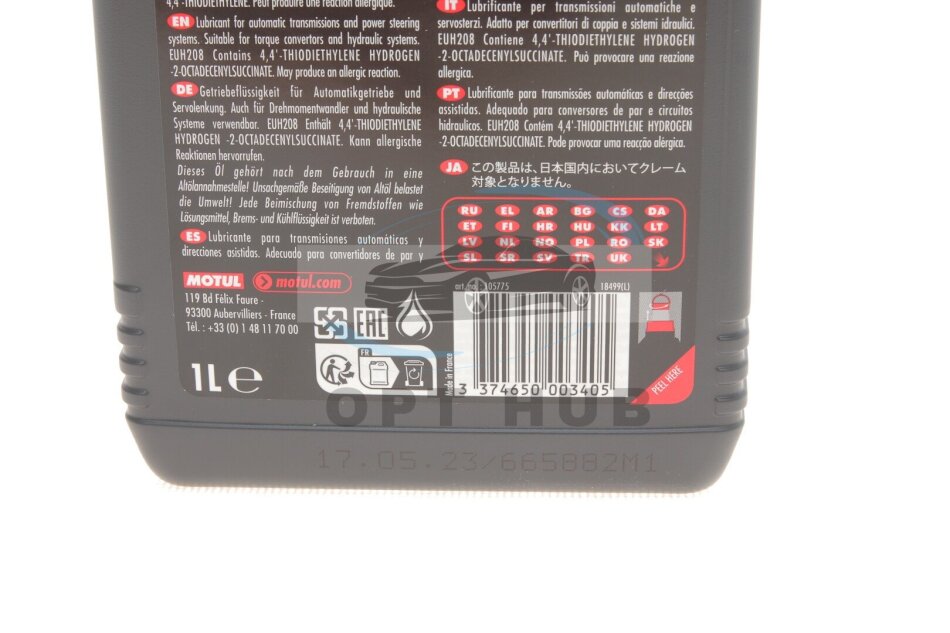 4,4'-THIODIETHYLENE. Peut produire une réaction allergique.
EN Lubricant for automatic transmissions and power steering
systems. Suitable for torque convertors and hydraulic systems.
EUH208 Contains 4,4'-THIODIETHYLENE HYDROGEN
-2-OCTADECENYLSUCCINATE. May produce an allergic reaction.
DE Getriebeflüssigkeit für Automatikgetriebe und
Servolenkung. Auch für Drehmomentwandler und hydraulische
Systeme verwendbar. EUH208 Enthält 4,4'-THIODIETHYLENE
HYDROGEN -2-OCTADECENYLSUCCINATE. Kann allergische
Reaktionen hervorrufen.
Dieses Öl gehört nach dem Gebrauch in eine
Altölannahmestelle! Unsachgemäße Beseitigung von Altöl belastet
die Umwelt! Jede Beimischung von Fremdstoffen wie
Lösungsmittel, Brems- und Kühlflüssigkeit ist verboten.
ES Lubricante para transmisiones automáticas y
direcciones asistidas. Adecuado para convertidores de par y
IT Lubrificante per transmissioni automatiche e
servosterzi. Adatto per convertitori di coppia e sistemi idraulici.
EUH208 Contiene 4,4'-THIODIETHYLENE HYDROGEN
-2-OCTADECENYLSUCCINATE. Può provocare una reazione
allergica.
PT Lubrificante para transmissões automáticas e direcções
assistidas. Adequado para conversores de par e circuitos
hidraulicos. EUH208 Contém 4,4'-THIODIETHYLENE HYDROGEN
-2-OCTADECENYLSUCCINATE. Pode provocar uma reacção alérgica.
JA この製品は、日本国内においてクレーム
対象となりません。
RU EL AR BG CS DA
ET FI HR HU KK LT
LV NL NO PL RO SK
SL SR SV TR UK
MOTUL motul.com
119 Bd Félix Faure -
93300 Aubervilliers - France
Tél. : +33 (0) 1 48 11 70 00
1L e
EAC
FR
art. no : 105775 18499(L)
Made in France
3 374650 003405
PEEL HERE
OPT HUB
17.05.23/665882M1